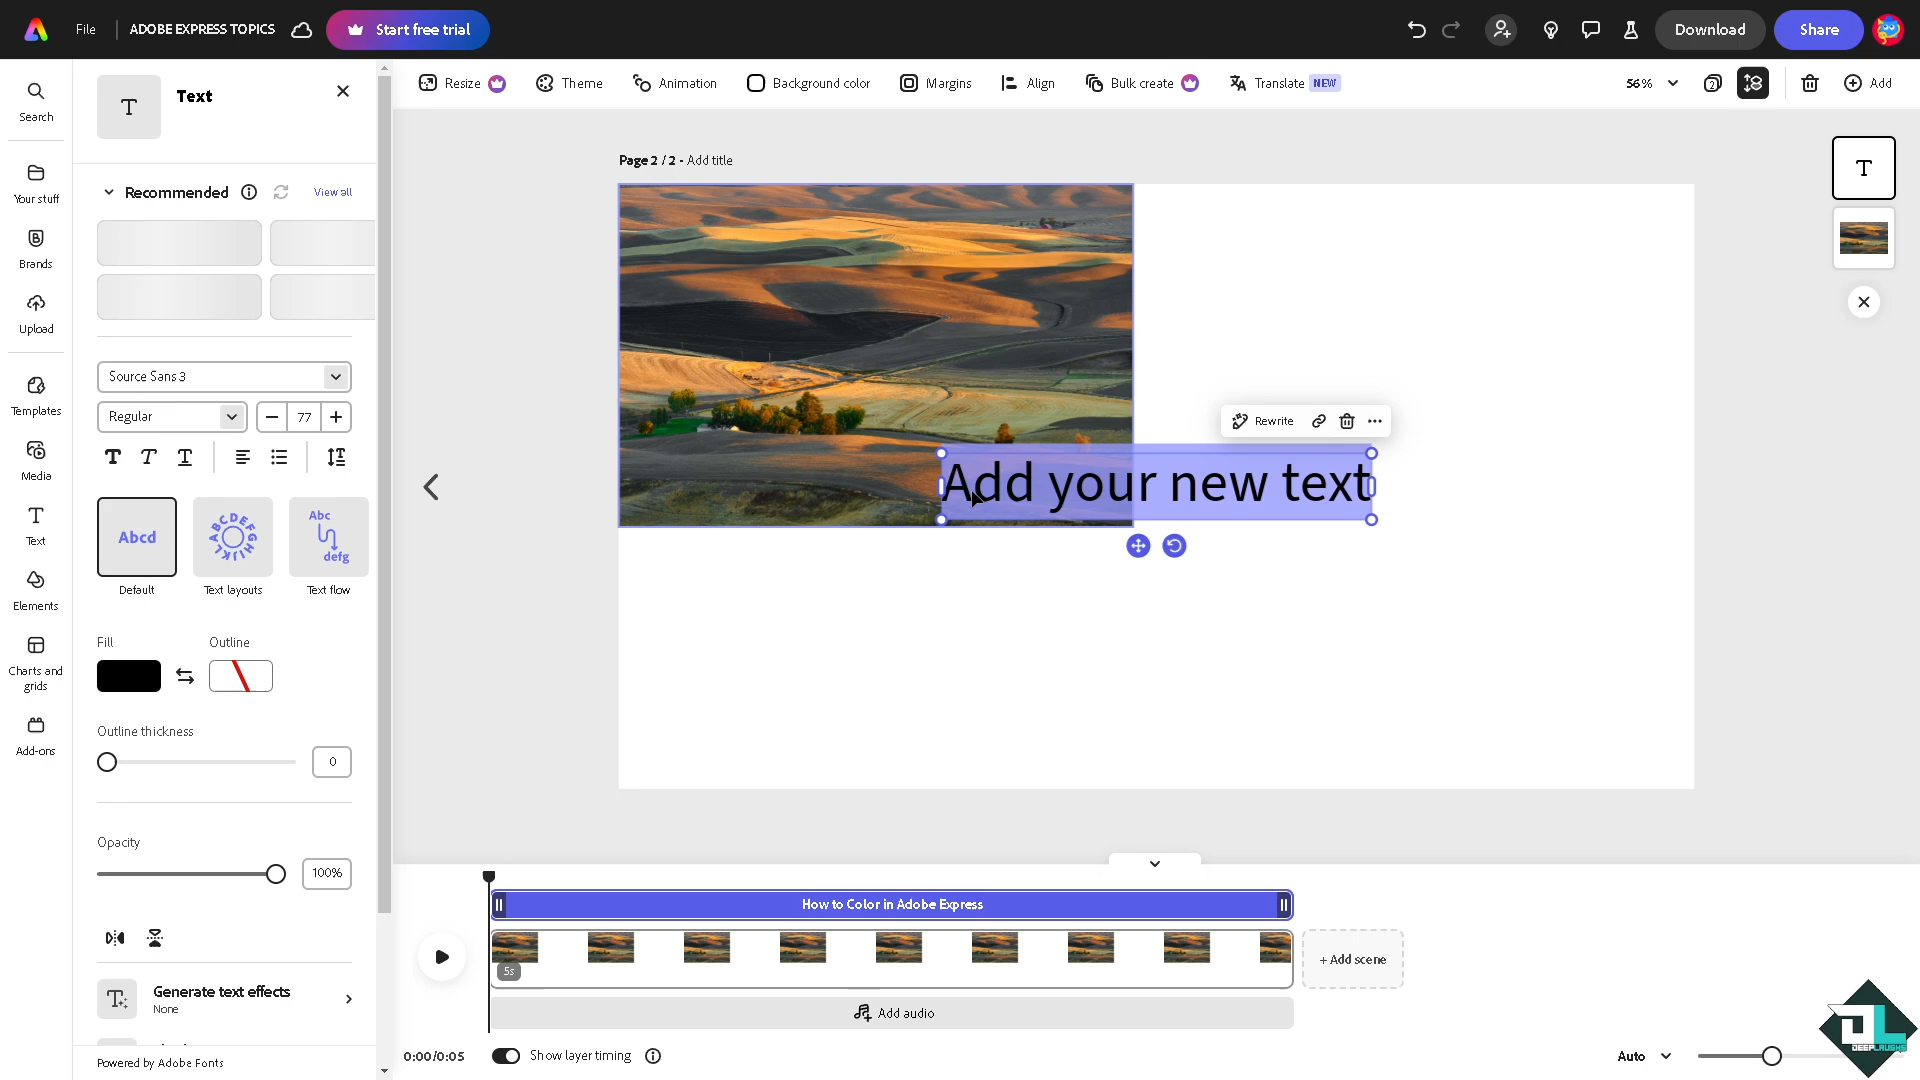 File
ADOBE EXPRESS TOPICS
Start free trial
Download
Share
Search
Your stuff
Brands
Upload
Templates
Media
Text
Elements
Charts and
grids
Add-ons
T
Text
Recommended
View all
Source Sans 3
Regular
77
Abcd
ABCDEFGHIJKL
Abc
defg
Default
Text layouts
Text flow
Fill
Outline
Outline thickness
0
Opacity
100%
Generate text effects
None
Powered by Adobe Fonts
Resize
Theme
Animation
Background color
Margins
Align
Bulk create
Translate NEW
56%
2
Add
Page 2 / 2 - Add title
Rewrite
Add your new text
T
How to Color in Adobe Express
5s
+ Add scene
Add audio
0:00/0:05
Show layer timing
Auto
DEEPLAUGHS